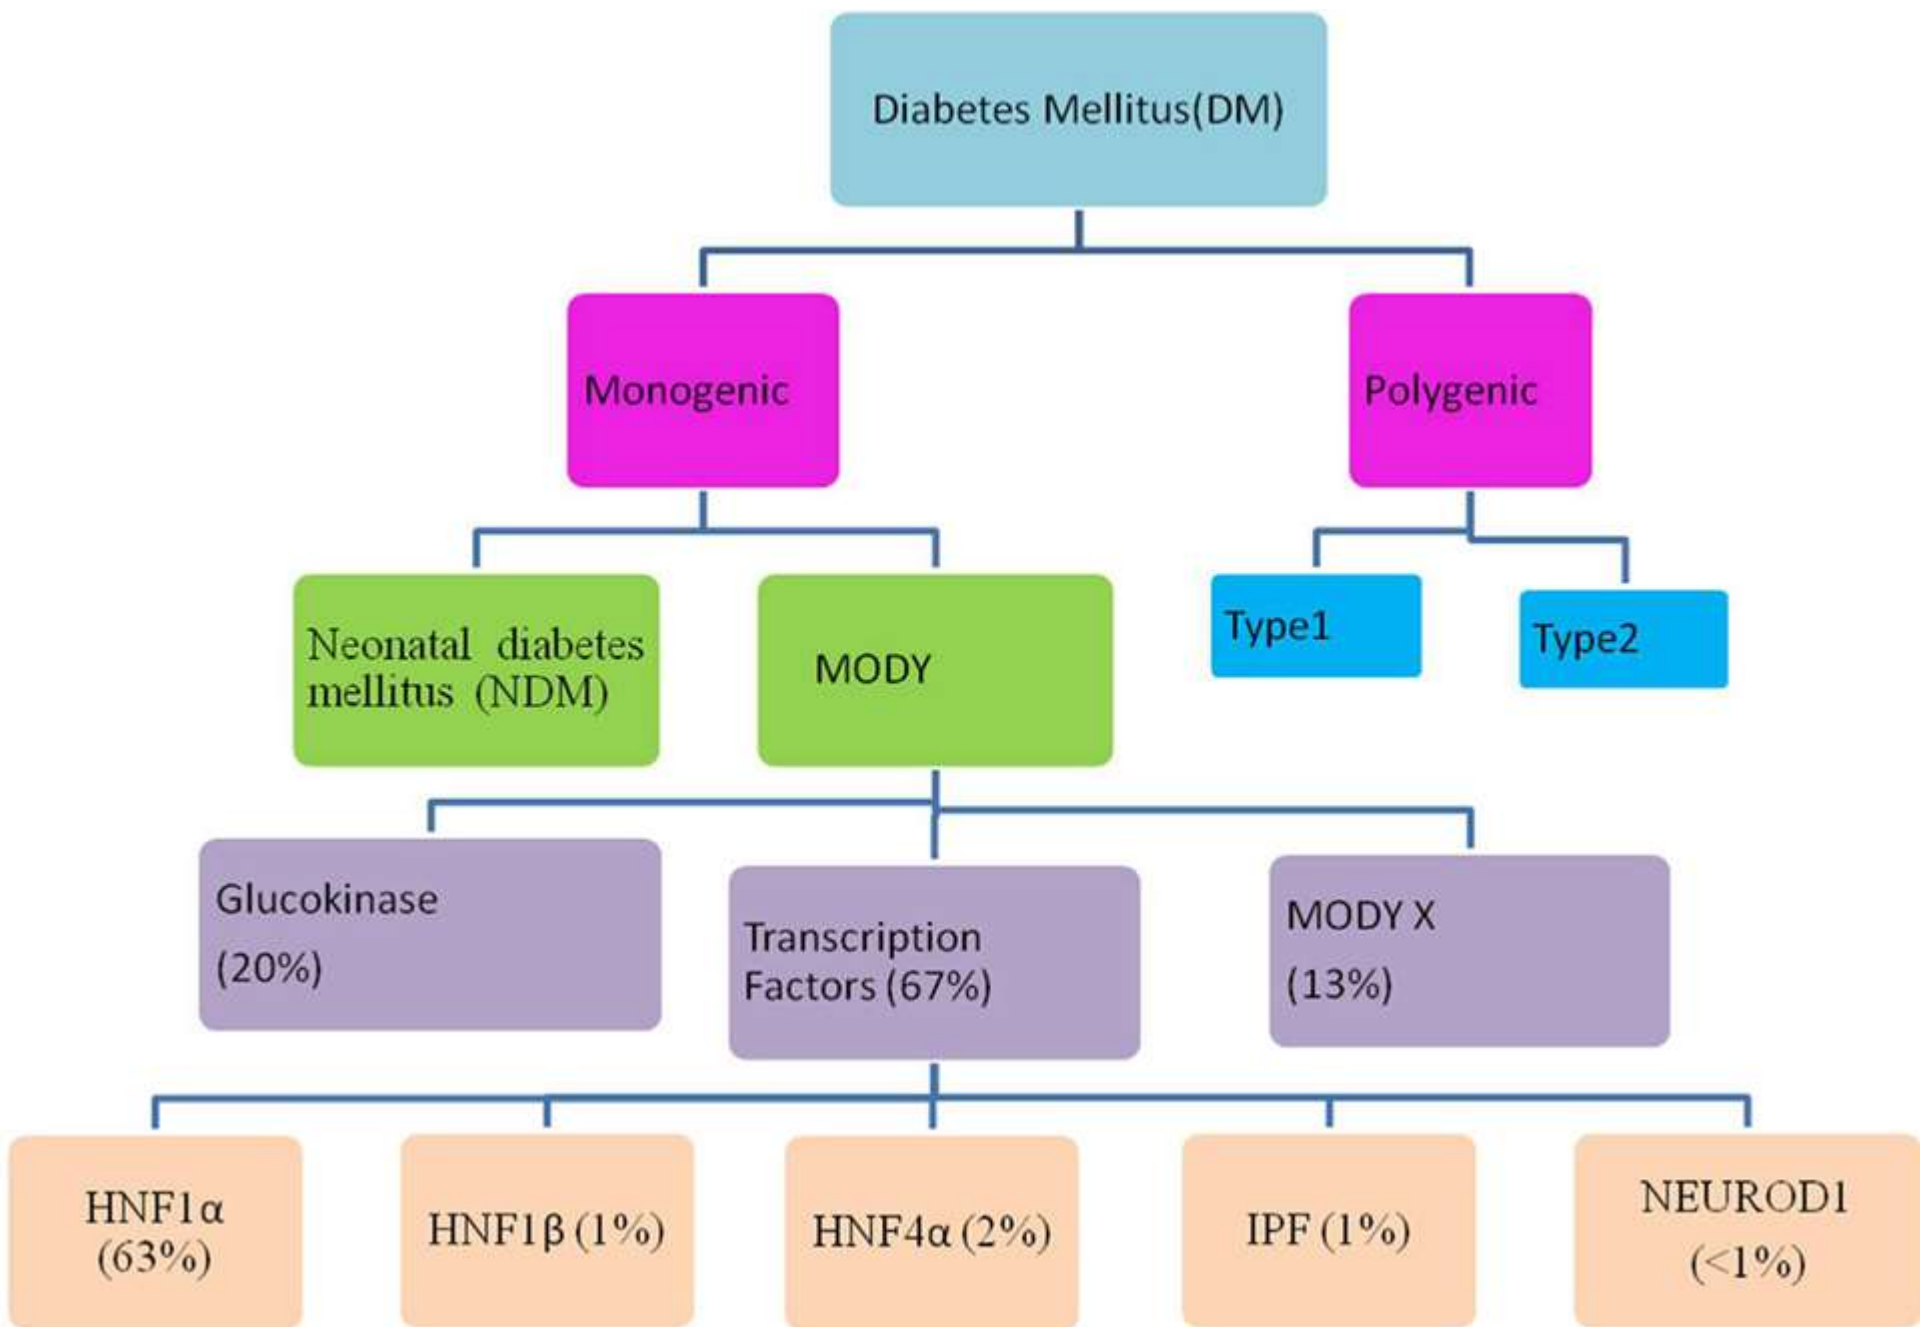 Diabetes Mellitus(DM)
Monogenic
Polygenic
Neonatal diabetes
mellitus (NDM)
MODY
Type1
Type2
Glucokinase
(20%)
Transcription
Factors (67%)
MODY X
(13%)
HNF1α
(63%)
HNF1β (1%)
HNF4α (2%)
IPF (1%)
NEUROD1
(<1%)